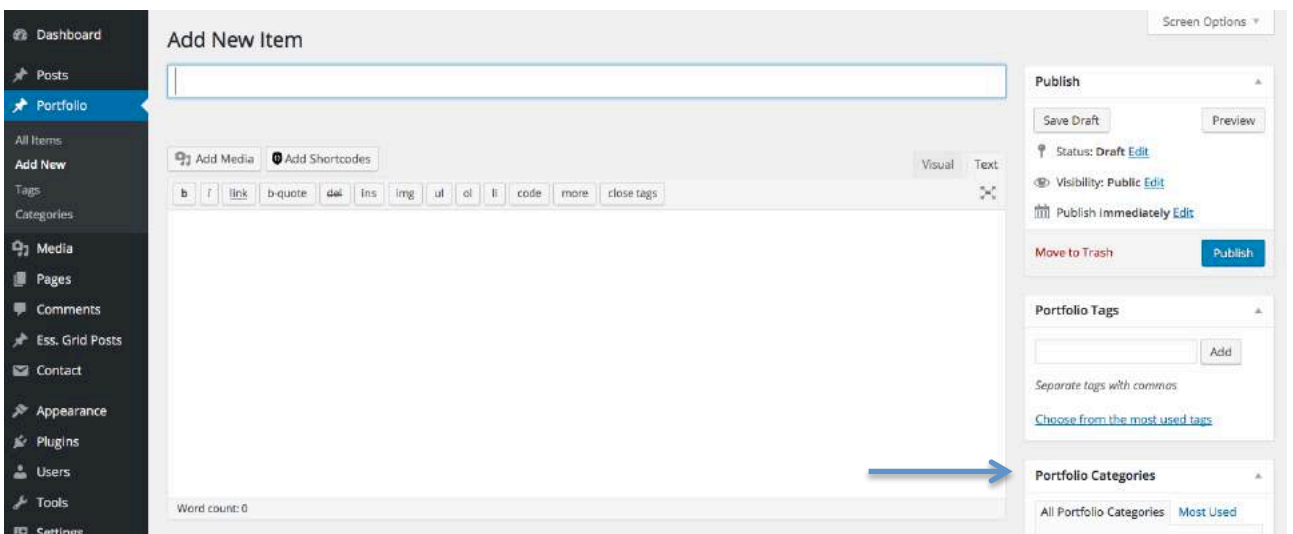 Dashboard
Posts
Portfolio
All Items
Add New
Tags
Categories
Media
Pages
Comments
Ess. Grid Posts
Contact
Appearance
Plugins
Users
Tools
Settings
Screen Options
Add New Item
Add Media
Add Shortcodes
Visual
Text
b
i
link
b-quote
del
ins
img
ul
ol
li
code
more
close tags
Word count: 0
Publish
Save Draft
Preview
Status: Draft Edit
Visibility: Public Edit
Publish immediately Edit
Move to Trash
Publish
Portfolio Tags
Add
Separate tags with commas
Choose from the most used tags
Portfolio Categories
All Portfolio Categories
Most Used